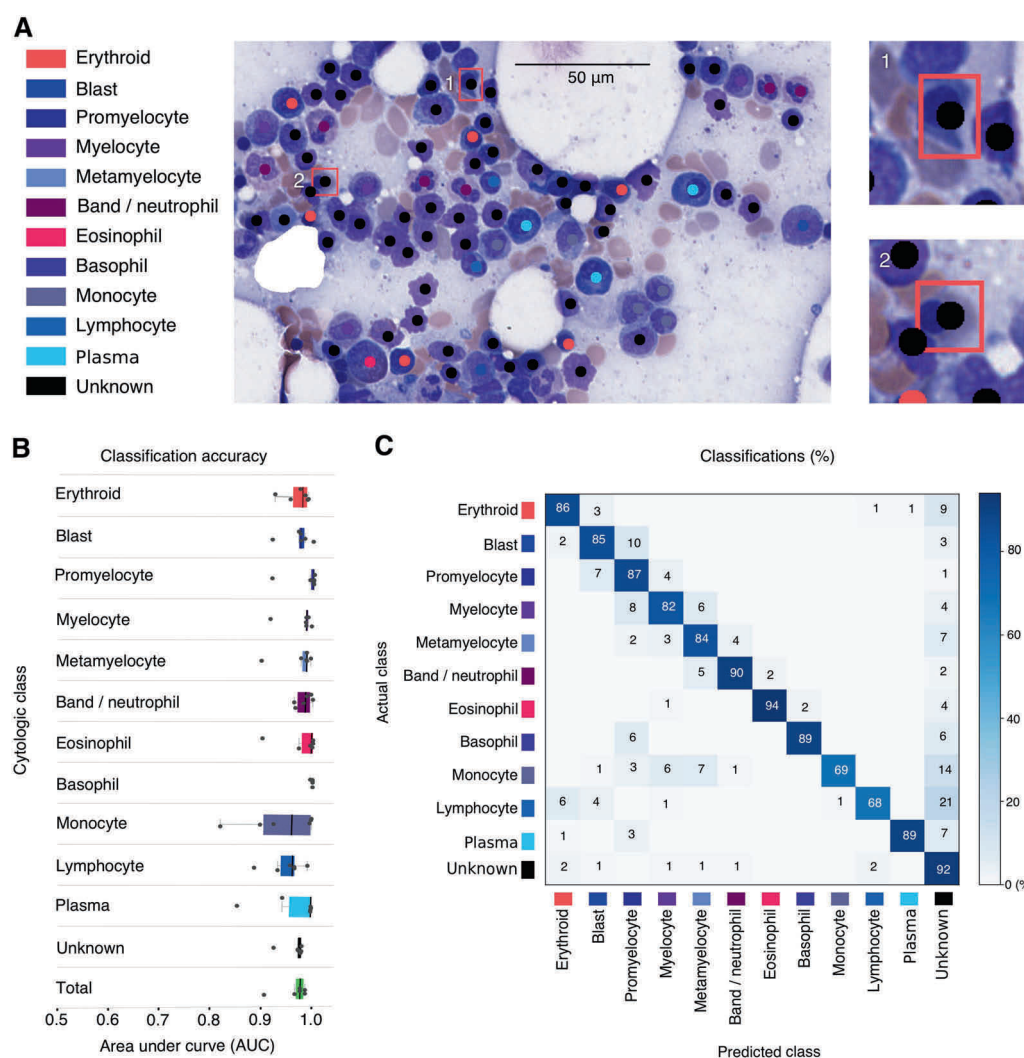 A
Erythroid
Blast
Promyelocyte
Myelocyte
Metamyelocyte
Band / neutrophil
Eosinophil
Basophil
Monocyte
Lymphocyte
Plasma
Unknown
1
50 µm
2
1
2
B
Classification accuracy
Cytologic class
Erythroid
Blast
Promyelocyte
Myelocyte
Metamyelocyte
Band / neutrophil
Eosinophil
Basophil
Monocyte
Lymphocyte
Plasma
Unknown
Total
0.5 0.6 0.7 0.8 0.9 1.0
Area under curve (AUC)
C
Classifications (%)
Actual class
Erythroid 86 3 1 1 9
Blast 2 85 10 3
Promyelocyte 7 87 4 1
Myelocyte 8 82 6 4
Metamyelocyte 2 3 84 4 7
Band / neutrophil 5 90 2 2
Eosinophil 1 94 2 4
Basophil 6 89 6
Monocyte 1 3 6 7 1 69 14
Lymphocyte 6 4 1 1 68 21
Plasma 1 3 89 7
Unknown 2 1 1 1 1 2 92
Erythroid
Blast
Promyelocyte
Myelocyte
Metamyelocyte
Band / neutrophil
Eosinophil
Basophil
Monocyte
Lymphocyte
Plasma
Unknown
Predicted class
80
60
40
20
0 (%